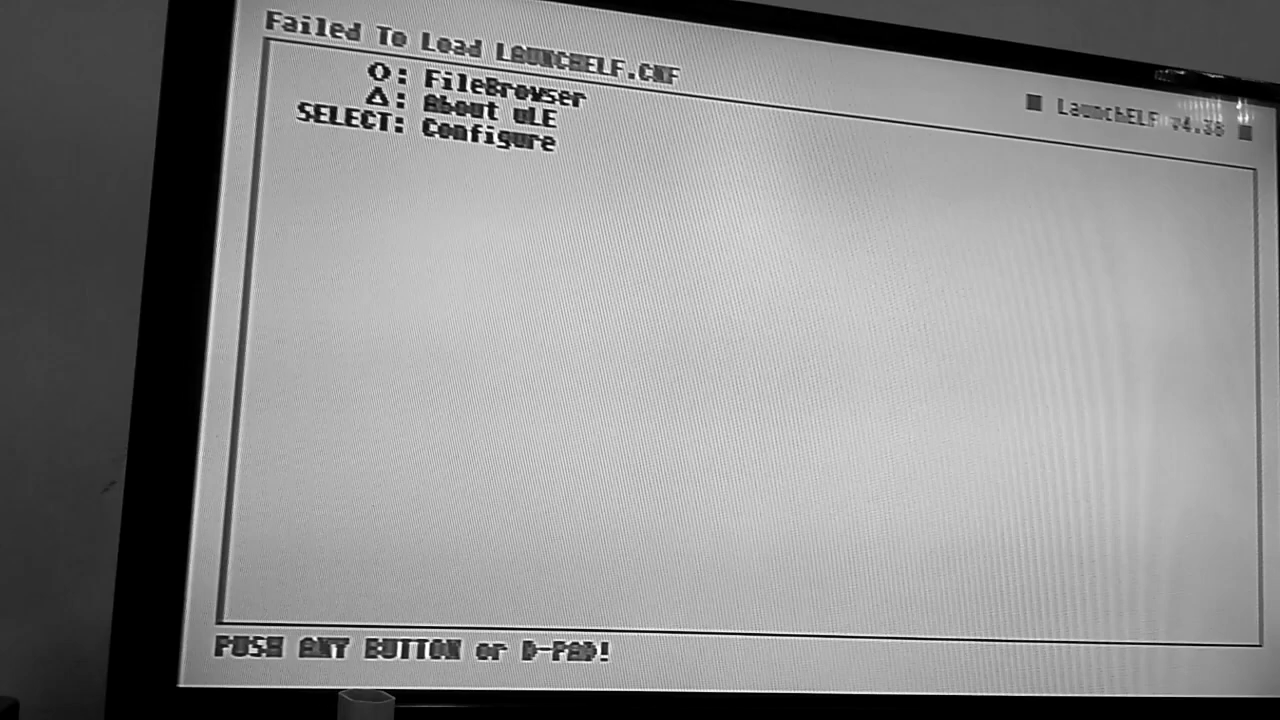 Failed To Load LAUNCHELF.CNF
■ LaunchELF v4.38 ■
O: FileBrowser
Δ: About uLE
SELECT: Configure
PUSH ANY BUTTON or D-PAD!